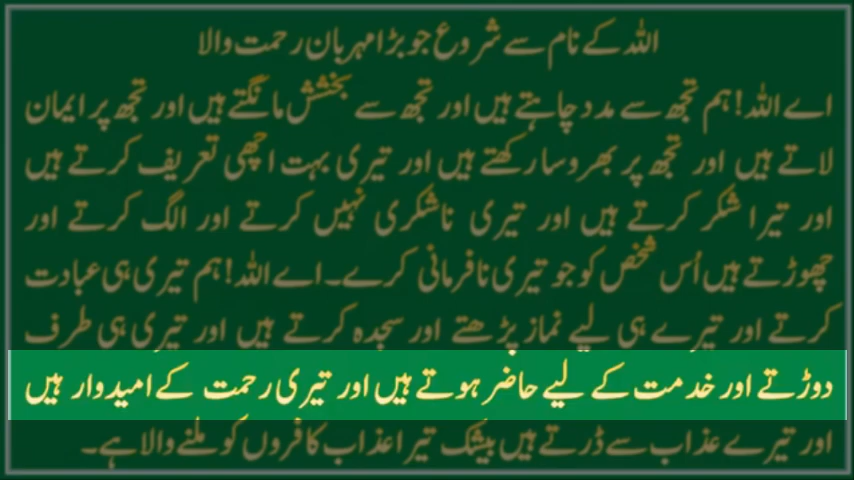 اللہ کے نام سے شروع جو بڑا مہربان رحمت والا
اے اللہ! ہم تجھ سے مدد چاہتے ہیں اور تجھ سے بخشش مانگتے ہیں اور تجھ پر ایمان
لاتے ہیں اور تجھ پر بھروسا رکھتے ہیں اور تیری بہت اچھی تعریف کرتے ہیں
اور تیرا شکر کرتے ہیں اور تیری ناشکری نہیں کرتے اور الگ کرتے اور
چھوڑتے ہیں اُس شخص کو جو تیری نافرمانی کرے۔ اے اللہ! ہم تیری ہی عبادت
کرتے اور تیرے ہی لیے نماز پڑھتے اور سجدہ کرتے ہیں اور تیری ہی طرف
دوڑتے اور خدمت کے لیے حاضر ہوتے ہیں اور تیری رحمت کے امیدوار ہیں
اور تیرے عذاب سے ڈرتے ہیں بیشک تیرا عذاب کافروں کو ملنے والا ہے۔